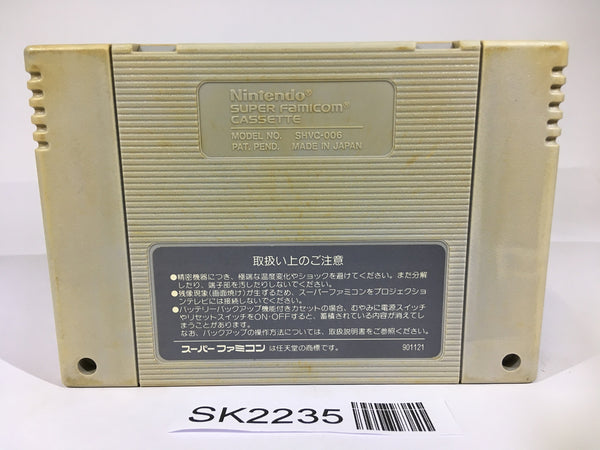 Nintendo®
SUPER FAMICOM®
CASSETTE
MODEL NO. SHVC-006
PAT. PEND. MADE IN JAPAN
取扱い上のご注意
●精密機器につき、極端な温度変化やショックを避けてください。また分解
したり、端子部を汚したりしないでください。
●残像現象(画面焼け)が生ずるため、スーパーファミコンをプロジェクショ
ンテレビには接続しないでください。
●バッテリーバックアップ機能付きカセットの場合、むやみに電源スイッチ
やリセットスイッチをON・OFFすると、蓄積されている内容が消えてし
まうことがあります。
なお、バックアップの操作方法については、取扱説明書をご参照ください。
スーパーファミコン は任天堂の商標です。 901121
SK2235